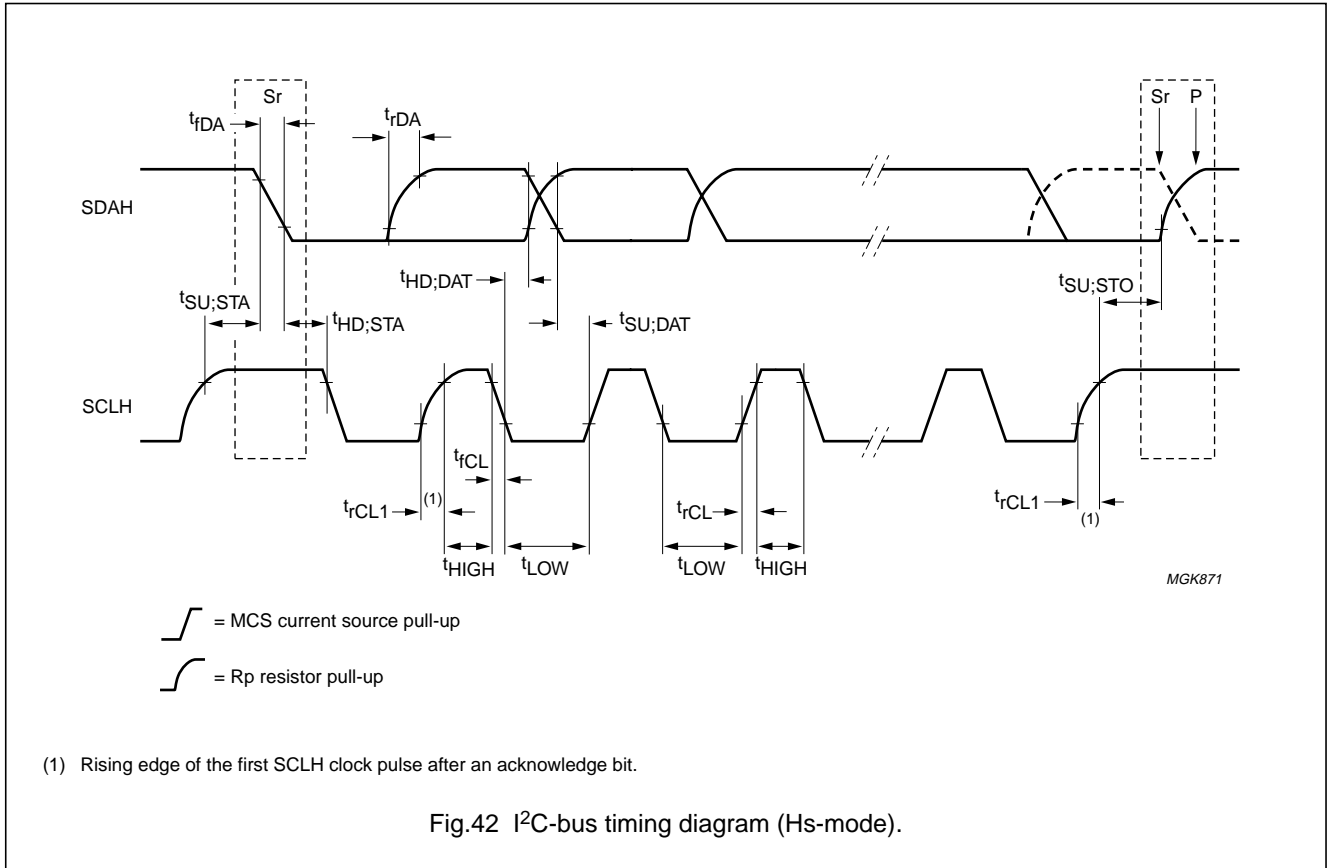 Sr
Sr P
tfDA
trDA
SDAH
tHD;DAT
tSU;STO
tSU;STA
tHD;STA
tSU;DAT
SCLH
tfCL
trCL1
(1)
trCL
trCL1
(1)
tHIGH
tLOW
tLOW
tHIGH
MGK871
= MCS current source pull-up
= Rp resistor pull-up
(1) Rising edge of the first SCLH clock pulse after an acknowledge bit.
Fig.42 I²C-bus timing diagram (Hs-mode).